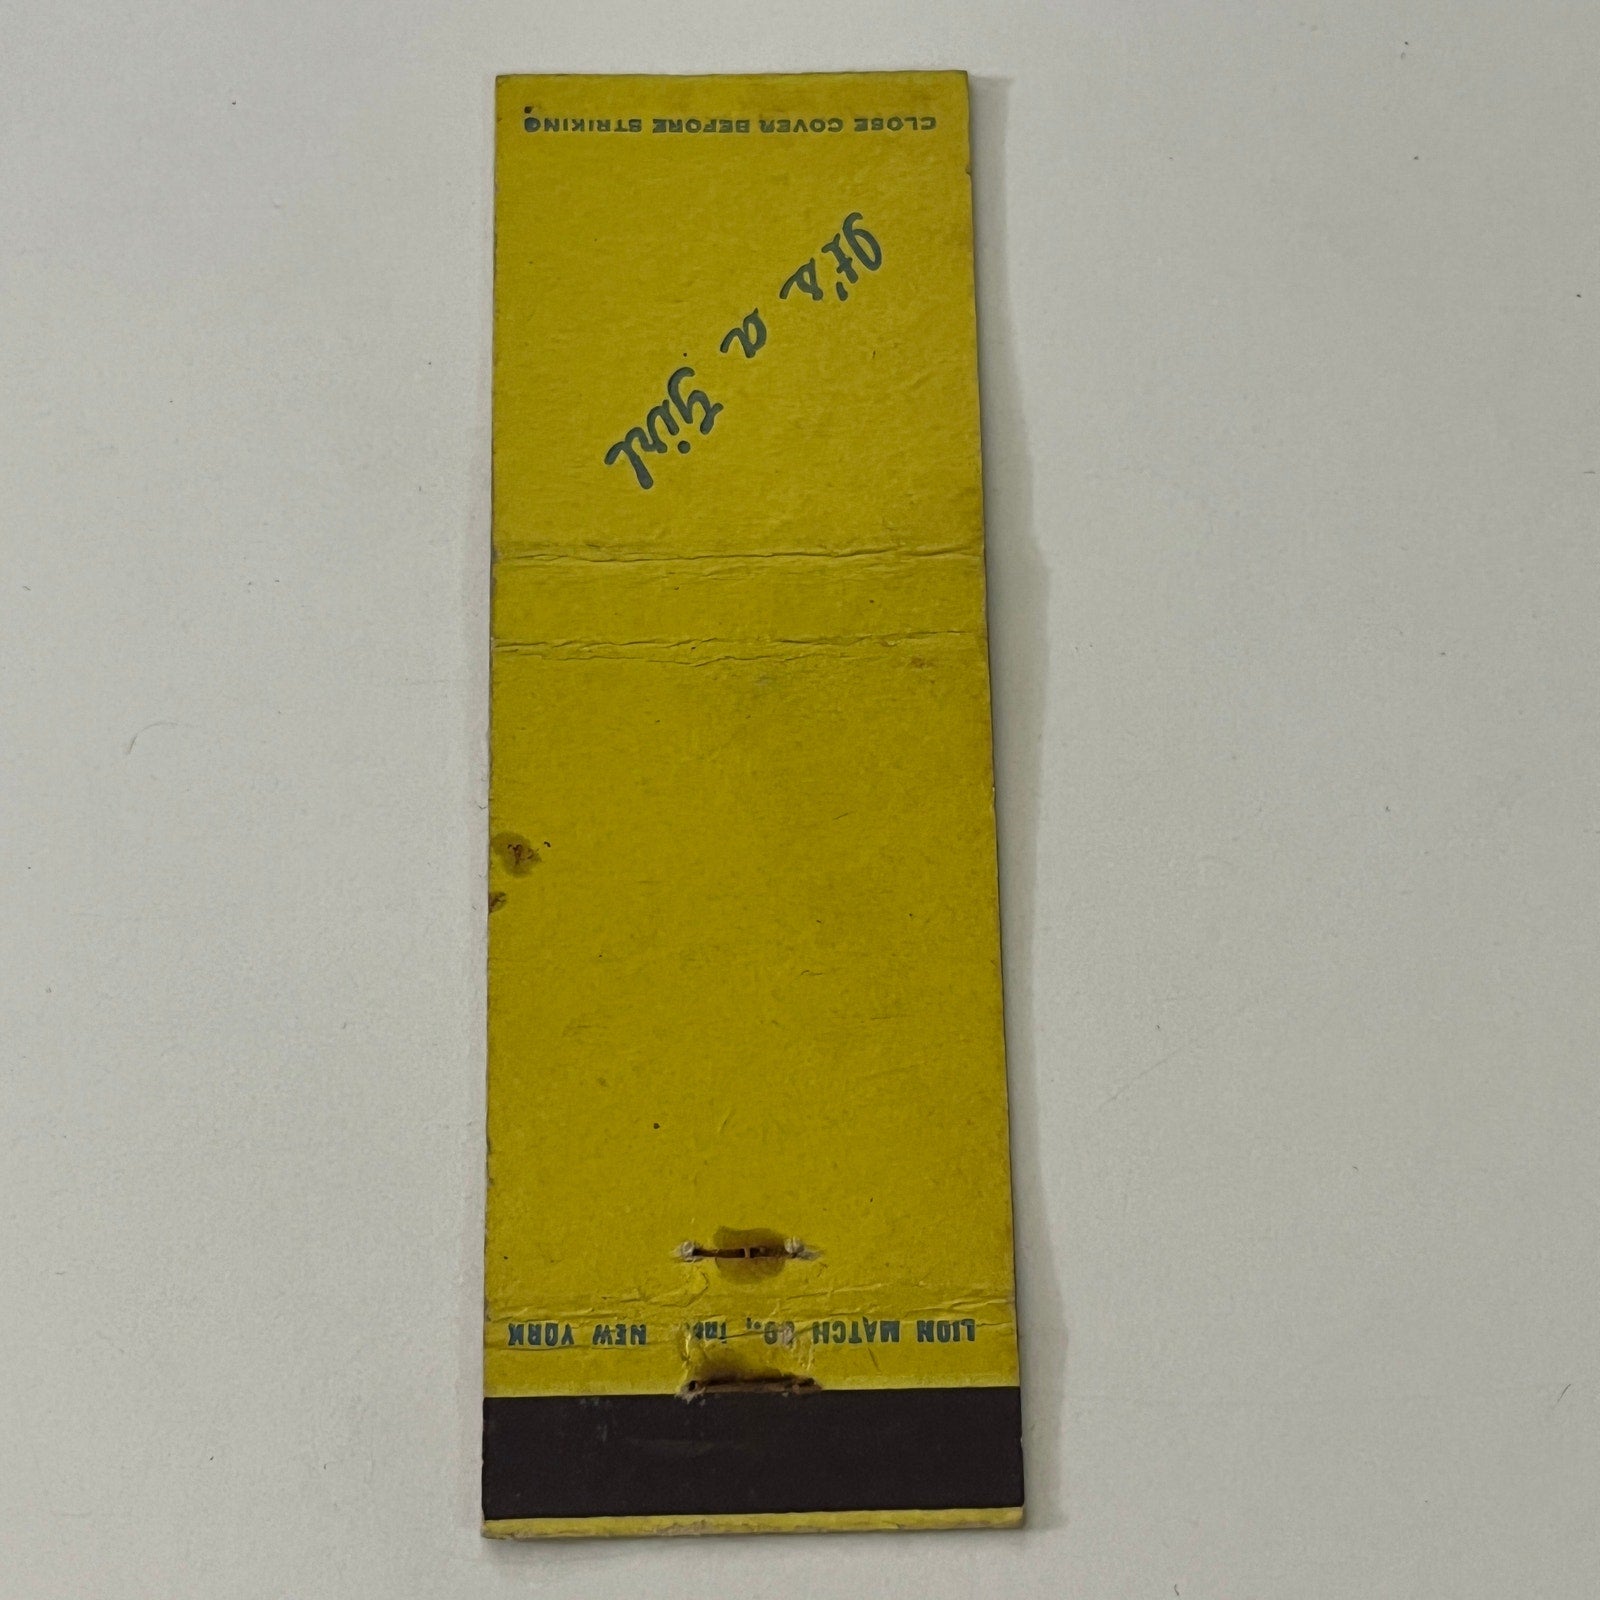 CLOSE COVER BEFORE STRIKING
It's a girl
LION MATCH CO., Inc. NEW YORK